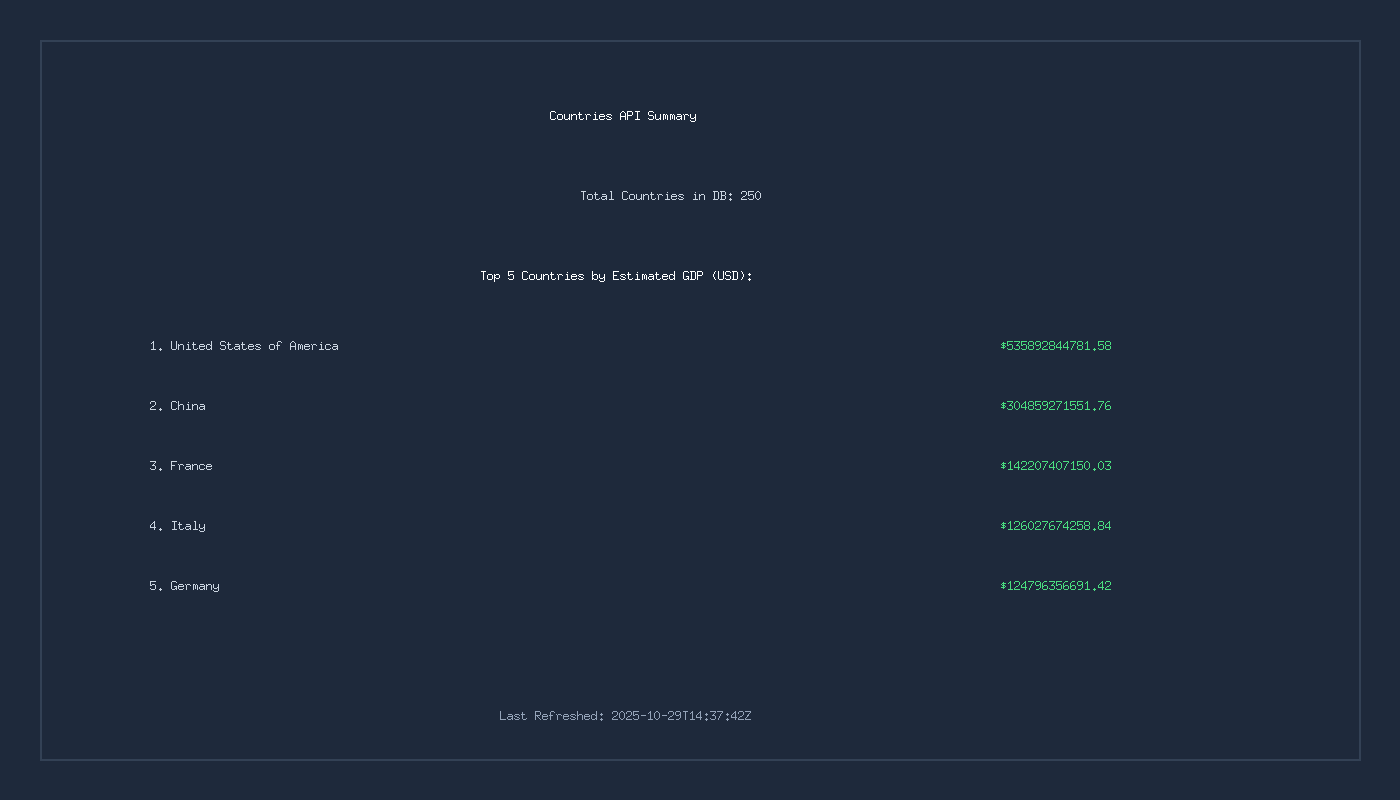 Countries API Summary
Total Countries in DB: 250
Top 5 Countries by Estimated GDP (USD):
1. United States of America $535892844781.58
2. China $304859271551.76
3. France $142207407150.03
4. Italy $126027674258.84
5. Germany $124796356691.42
Last Refreshed: 2025-10-29T14:37:42Z